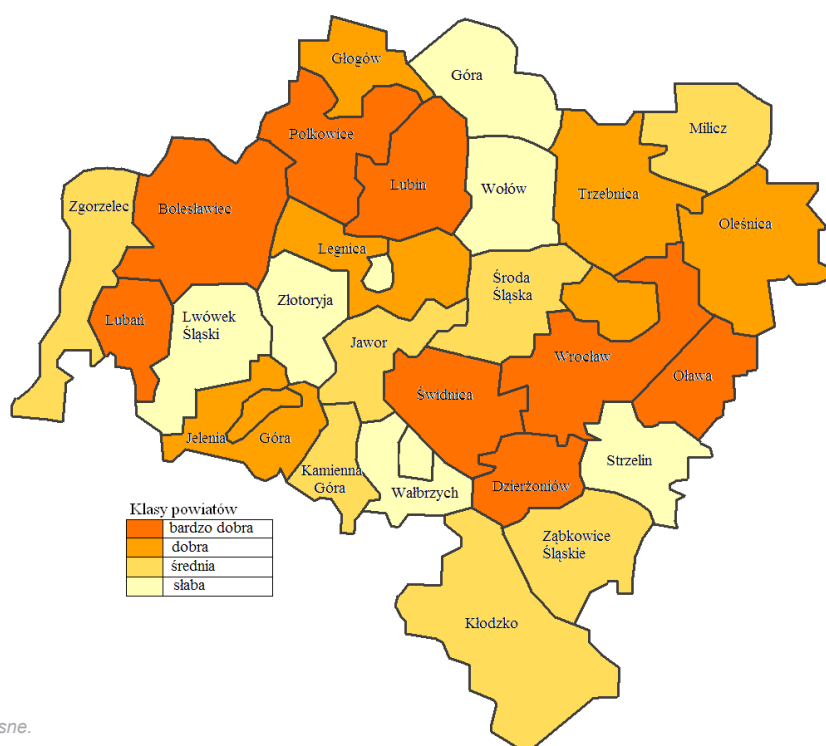 Głogów
Góra
Milicz
Polkowice
Lubin
Wołów
Trzebnica
Zgorzelec
Bolesławiec
Oleśnica
Legnica
Środa
Śląska
Złotoryja
Lwówek
Śląski
Lubań
Jawor
Wrocław
Oława
Świdnica
Jelenia
Góra
Strzelin
Kamienna
Góra
Wałbrzych
Dzierżoniów
Ząbkowice
Śląskie
Kłodzko
Klasy powiatów
bardzo dobra
dobra
średnia
słaba
sne.